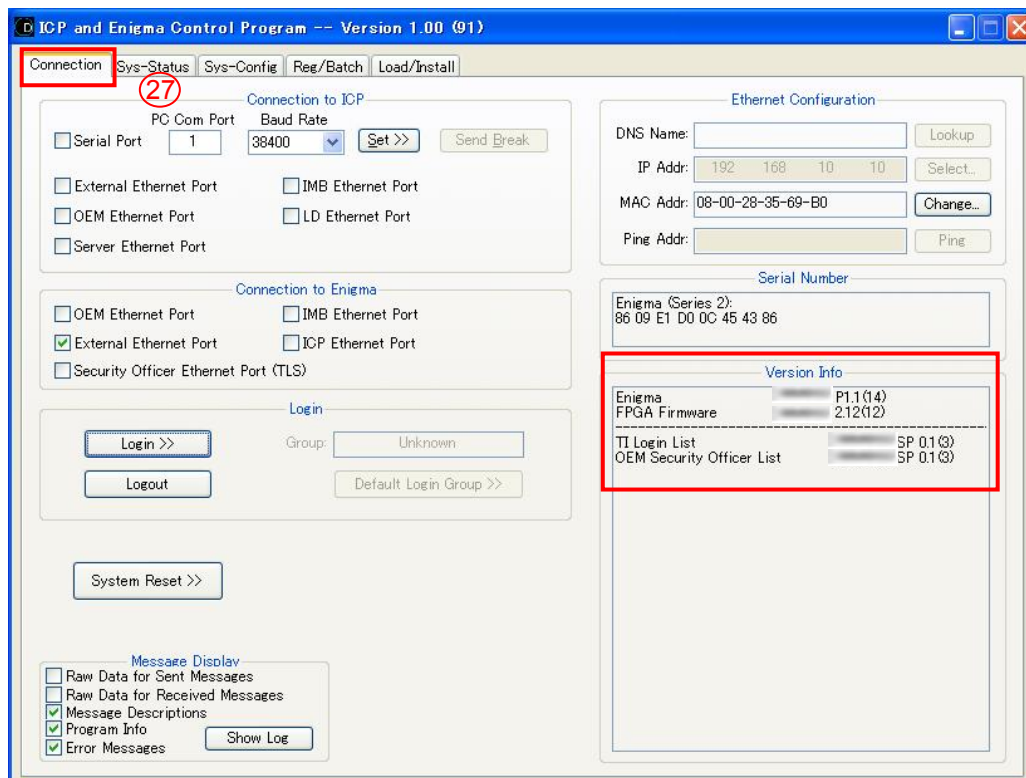 ICP and Enigma Control Program -- Version 1.00 (91)
Connection Sys-Status Sys-Config Reg/Batch Load/Install
27
Connection to ICP
PC Com Port Baud Rate
Serial Port 1 38400 Set >> Send Break
External Ethernet Port IMB Ethernet Port
OEM Ethernet Port LD Ethernet Port
Server Ethernet Port
Connection to Enigma
OEM Ethernet Port IMB Ethernet Port
External Ethernet Port ICP Ethernet Port
Security Officer Ethernet Port (TLS)
Login
Login >> Group: Unknown
Logout Default Login Group >>
System Reset >>
Message Display
Raw Data for Sent Messages
Raw Data for Received Messages
Message Descriptions
Program Info
Error Messages Show Log
Ethernet Configuration
DNS Name: Lookup
IP Addr: 192 168 10 10 Select...
MAC Addr: 08-00-28-35-69-B0 Change...
Ping Addr: Ping
Serial Number
Enigma (Series 2):
86 09 E1 D0 0C 45 43 86
Version Info
Enigma P1.1(14)
FPGA Firmware 2.12(12)
TI Login List SP 0.1(3)
OEM Security Officer List SP 0.1(3)